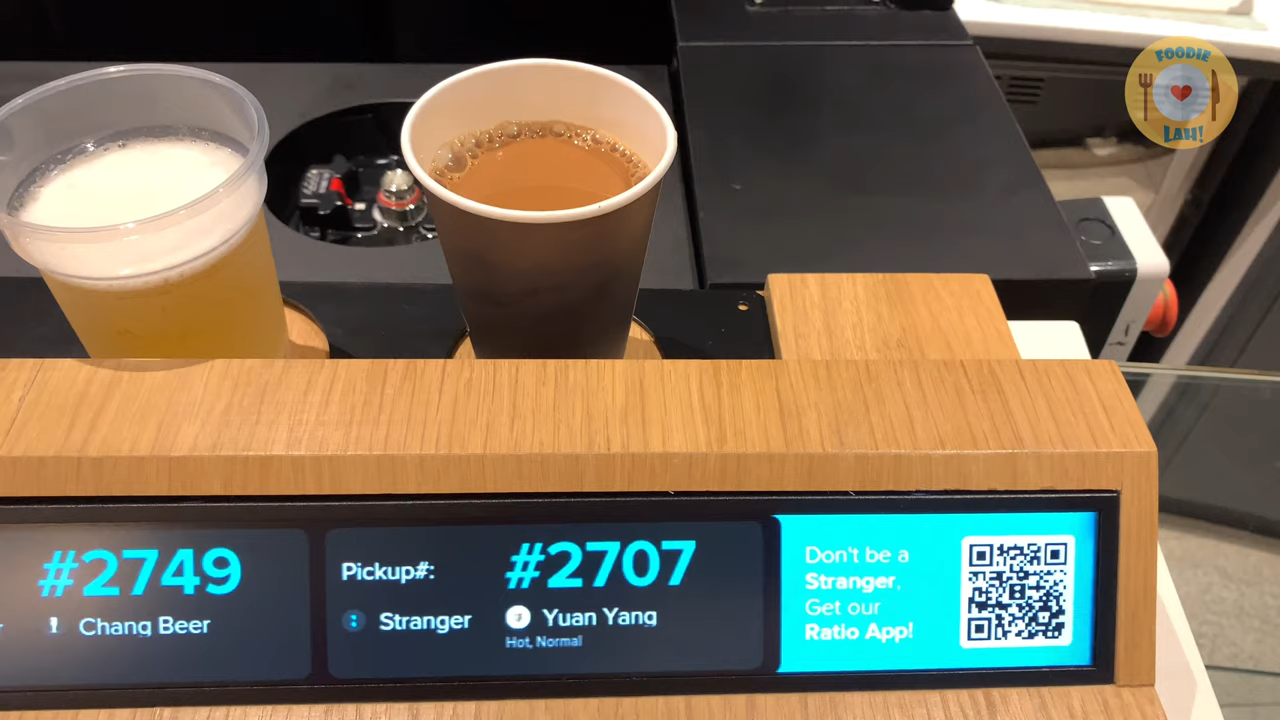 FOODIE
LAH!
#2749
Chang Beer
Pickup#:
#2707
Stranger
Yuan Yang
Hot, Normal
Don't be a
Stranger,
Get our
Ratio App!